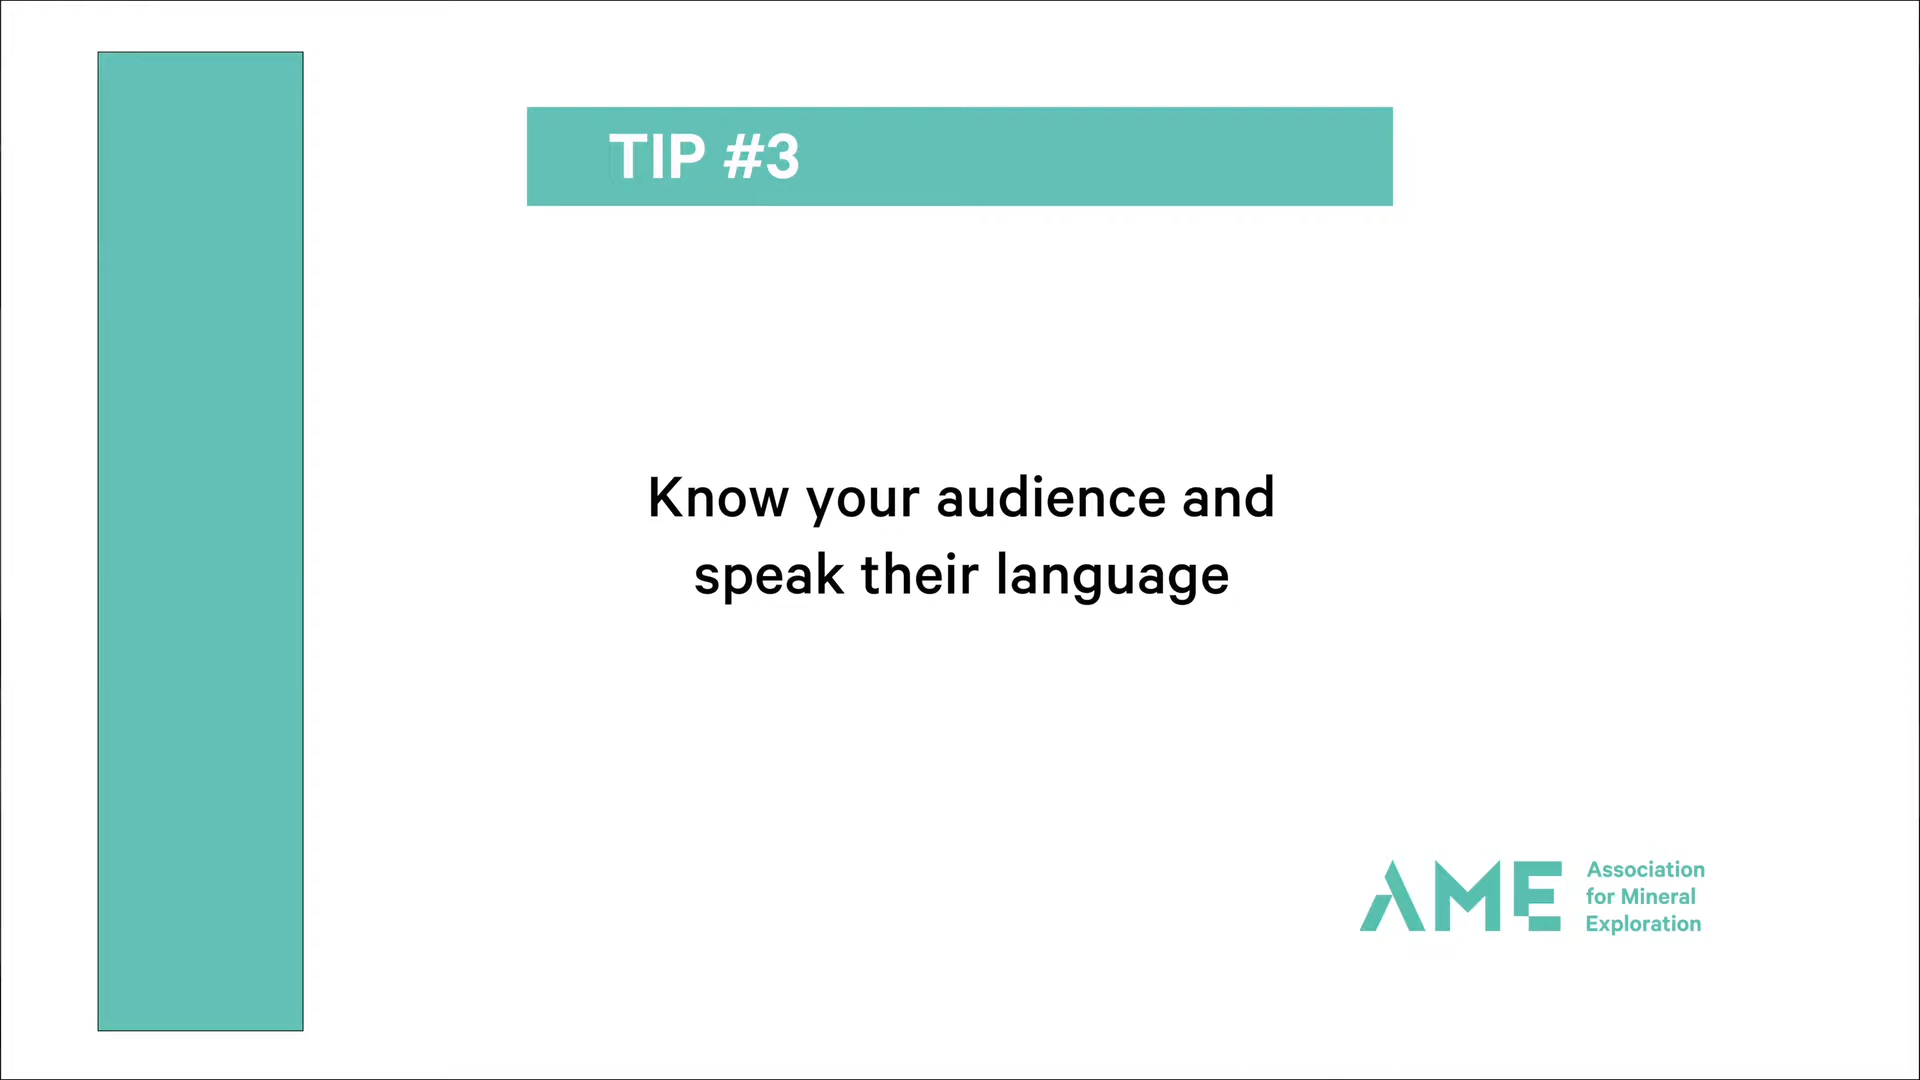 TIP #3
Know your audience and
speak their language
AME
Association
for Mineral
Exploration